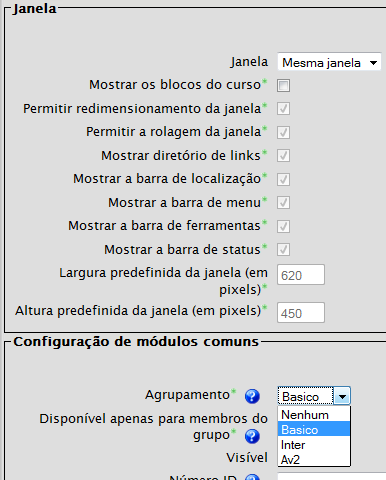 Janela
Janela Mesma janela
Mostrar os blocos do curso*
Permitir redimensionamento da janela*
Permitir a rolagem da janela*
Mostrar diretório de links*
Mostrar a barra de localização*
Mostrar a barra de menu*
Mostrar a barra de ferramentas*
Mostrar a barra de status*
Largura predefinida da janela (em
pixels)* 620
Altura predefinida da janela (em pixels)* 450
Configuração de módulos comuns
Agrupamento* ? Basico
Nenhum
Basico
Inter
Av2
Disponível apenas para membros do
grupo* ?
Visível
Número ID ?